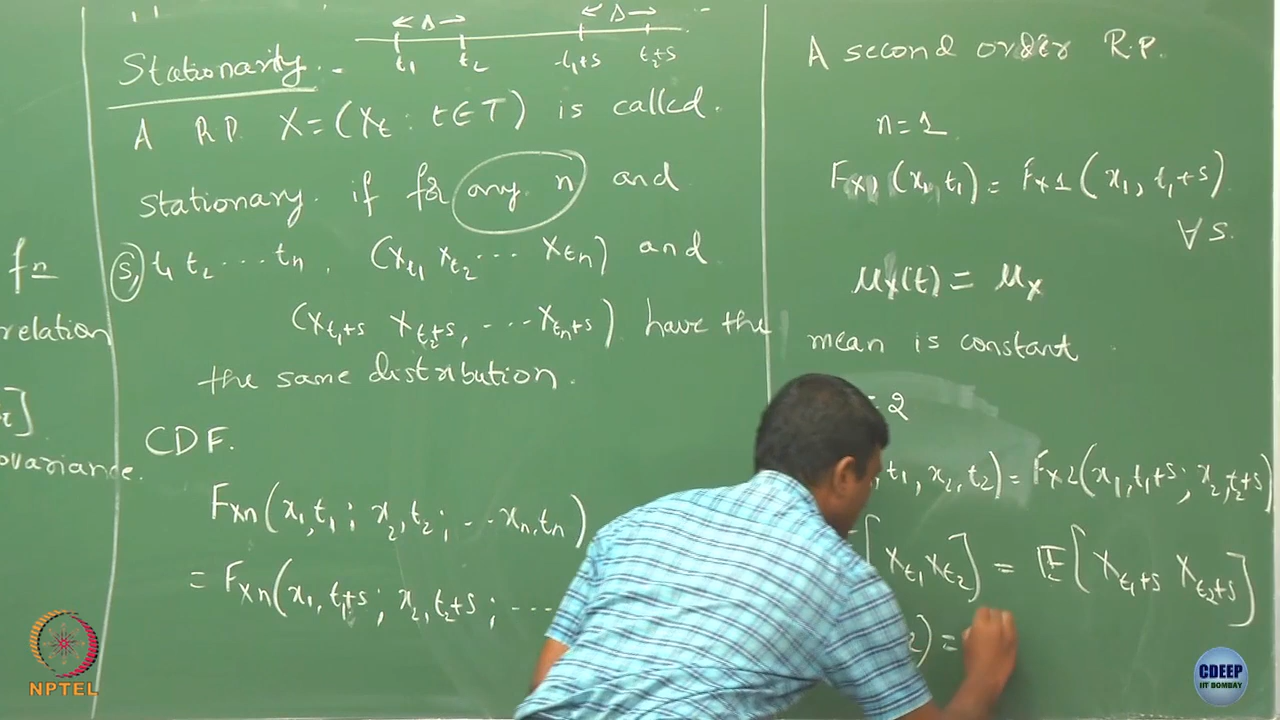 fn
relation
ovariance.
← s → ← s →
t₁ t₂ t₁+s t₂+s
Stationarity.
A R.P. X=(Xt : t∈T) is called.
stationary. if for any n and
s, t₁ t₂ ... tn, (Xt₁ Xt₂ ... Xtn) and
(Xt₁+s Xt₂+s, ... Xtn+s) have the
the same distribution.
CDF.
FXn(x₁,t₁; x₂,t₂; ... xn,tn)
= FXn(x₁, t₁+s; x₂,t₂+s; ...
A second order R.P.
n=1
FX1(x₁,t₁) = FX1(x₁, t₁+s)
∀ s.
μX(t) = μX
mean is constant
= 2
t₁, x₂, t₂) = FX2(x₁,t₁+s; x₂,t₂+s)
[Xt₁ Xt₂] = E[Xt₁+s Xt₂+s]
2) =
NPTEL
CDEEP
IIT BOMBAY